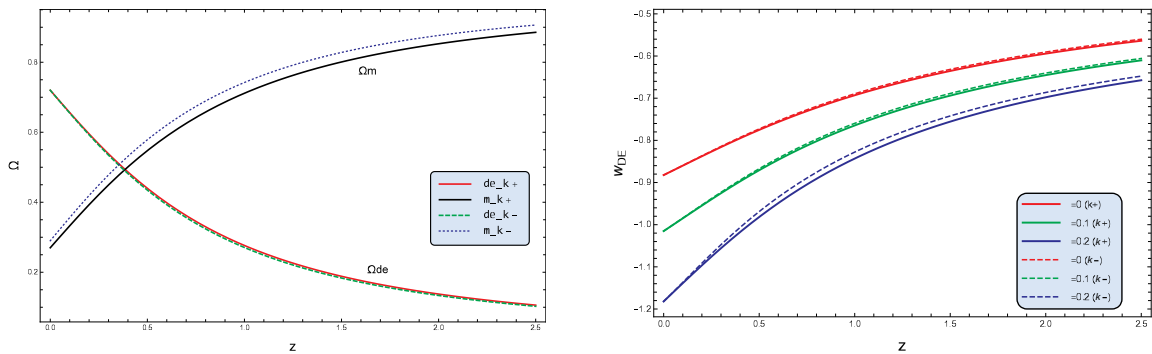 0.8
0.6
0.4
0.2
Ω
0.0
0.5
1.0
1.5
2.0
2.5
z
Ωm
Ωde
de_k +
m_k +
de_k −
m_k −
−0.5
−0.6
−0.7
−0.8
−0.9
−1.0
−1.1
−1.2
wDE
0.0
0.5
1.0
1.5
2.0
2.5
z
=0 (k+)
=0.1 (k+)
=0.2 (k+)
=0 (k−)
=0.1 (k−)
=0.2 (k−)